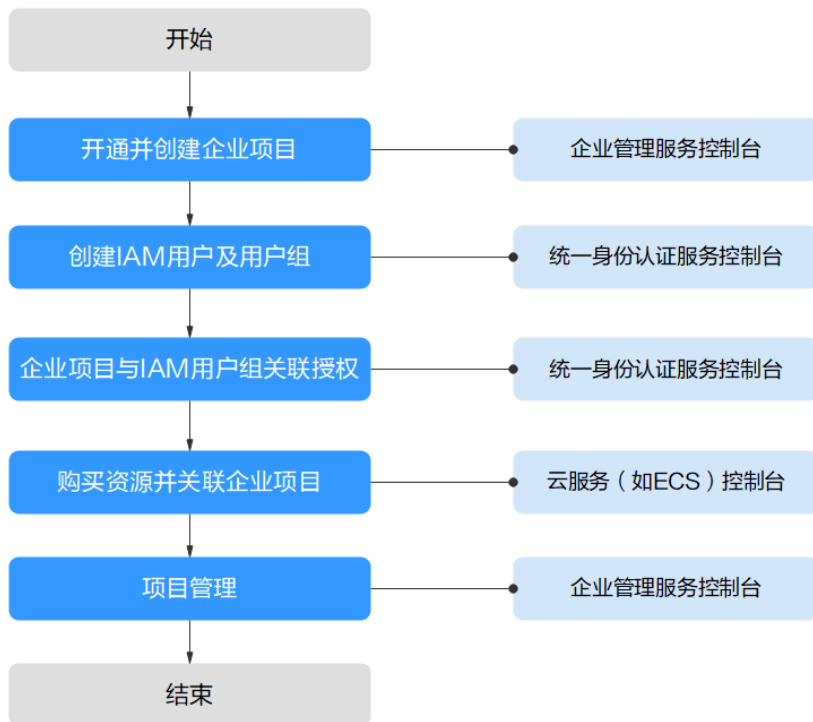 开始
开通并创建企业项目
企业管理服务控制台
创建IAM用户及用户组
统一身份认证服务控制台
企业项目与IAM用户组关联授权
统一身份认证服务控制台
购买资源并关联企业项目
云服务（如ECS）控制台
项目管理
企业管理服务控制台
结束